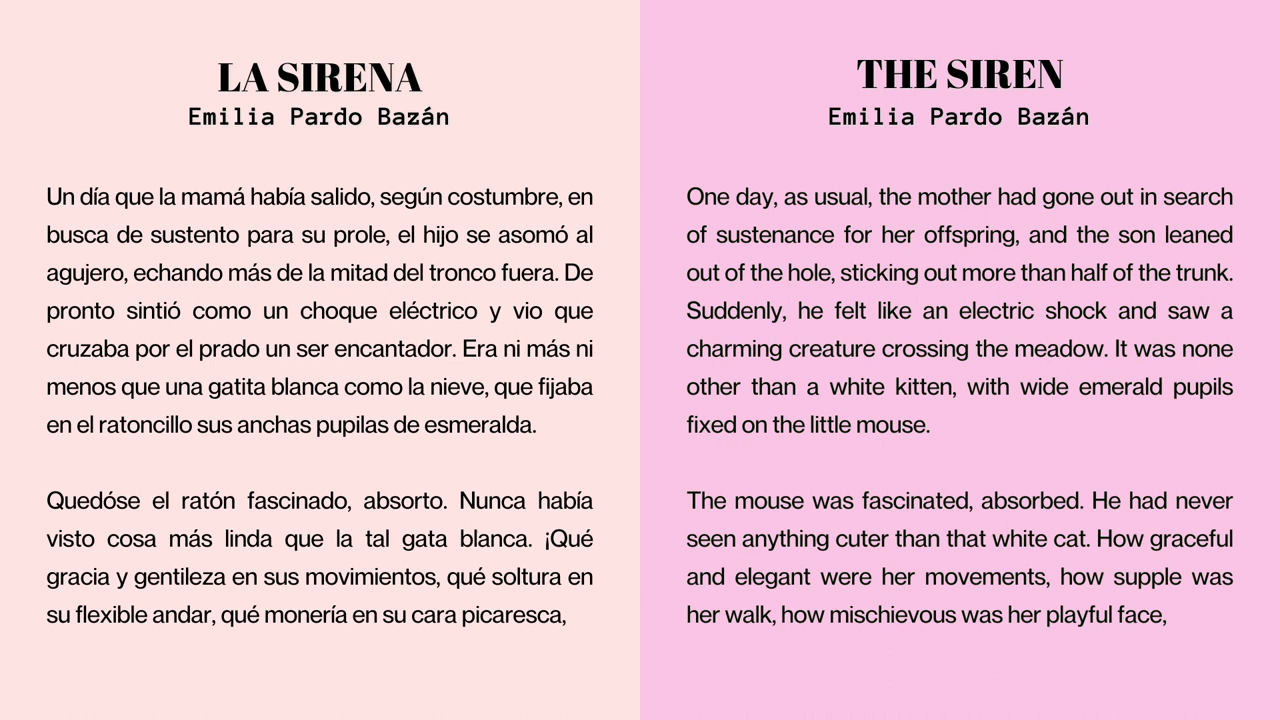 LA SIRENA
Emilia Pardo Bazán
Un día que la mamá había salido, según costumbre, en
busca de sustento para su prole, el hijo se asomó al
agujero, echando más de la mitad del tronco fuera. De
pronto sintió como un choque eléctrico y vio que
cruzaba por el prado un ser encantador. Era ni más ni
menos que una gatita blanca como la nieve, que fijaba
en el ratoncillo sus anchas pupilas de esmeralda.
Quedóse el ratón fascinado, absorto. Nunca había
visto cosa más linda que la tal gata blanca. ¡Qué
gracia y gentileza en sus movimientos, qué soltura en
su flexible andar, qué monería en su cara picaresca,
THE SIREN
Emilia Pardo Bazán
One day, as usual, the mother had gone out in search
of sustenance for her offspring, and the son leaned
out of the hole, sticking out more than half of the trunk.
Suddenly, he felt like an electric shock and saw a
charming creature crossing the meadow. It was none
other than a white kitten, with wide emerald pupils
fixed on the little mouse.
The mouse was fascinated, absorbed. He had never
seen anything cuter than that white cat. How graceful
and elegant were her movements, how supple was
her walk, how mischievous was her playful face,